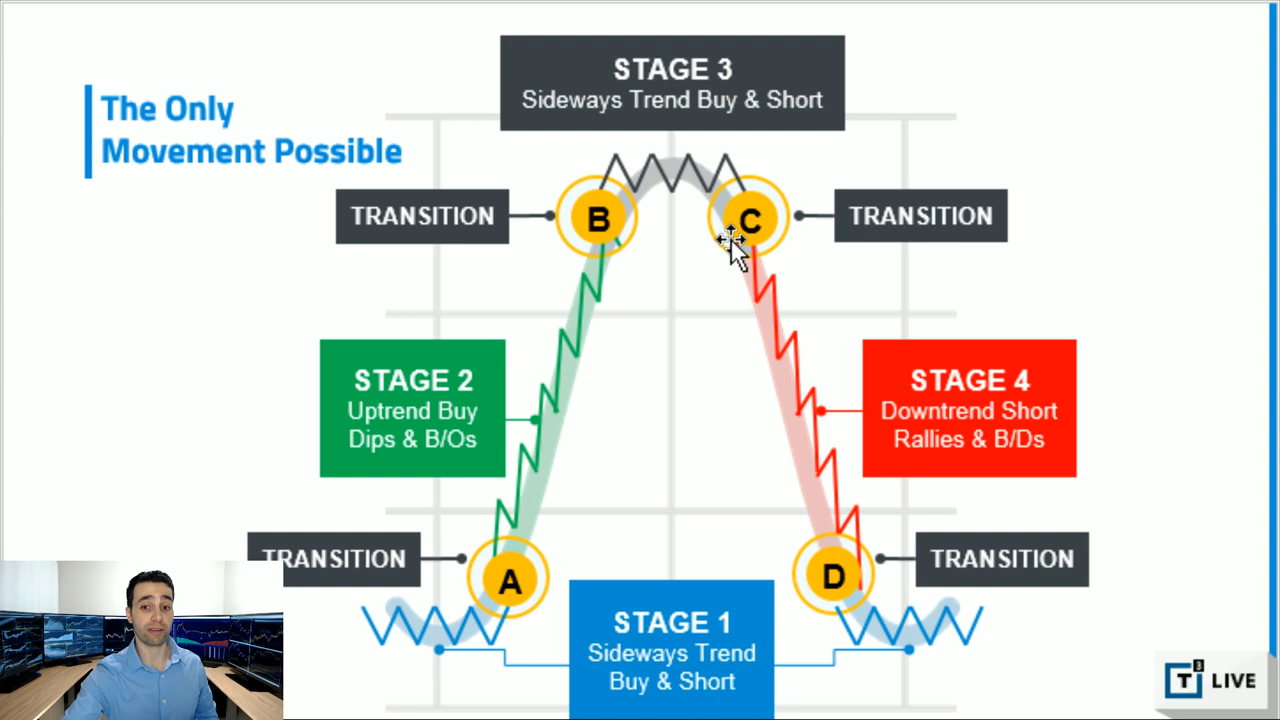 The Only
Movement Possible
STAGE 3
Sideways Trend Buy & Short
TRANSITION
B
C
TRANSITION
STAGE 2
Uptrend Buy
Dips & B/Os
STAGE 4
Downtrend Short
Rallies & B/Ds
TRANSITION
A
D
TRANSITION
STAGE 1
Sideways Trend
Buy & Short
T3 LIVE